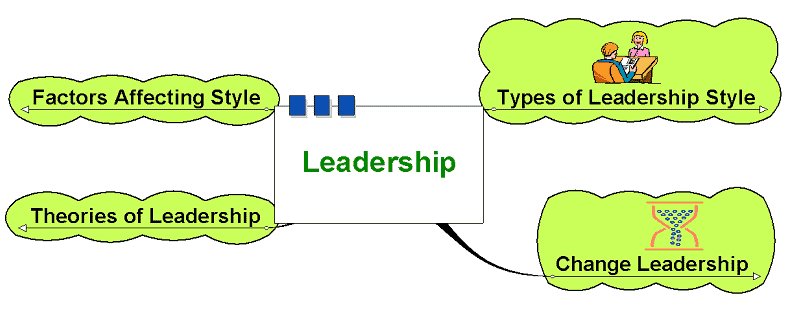 Factors Affecting Style
Types of Leadership Style
Leadership
Theories of Leadership
Change Leadership